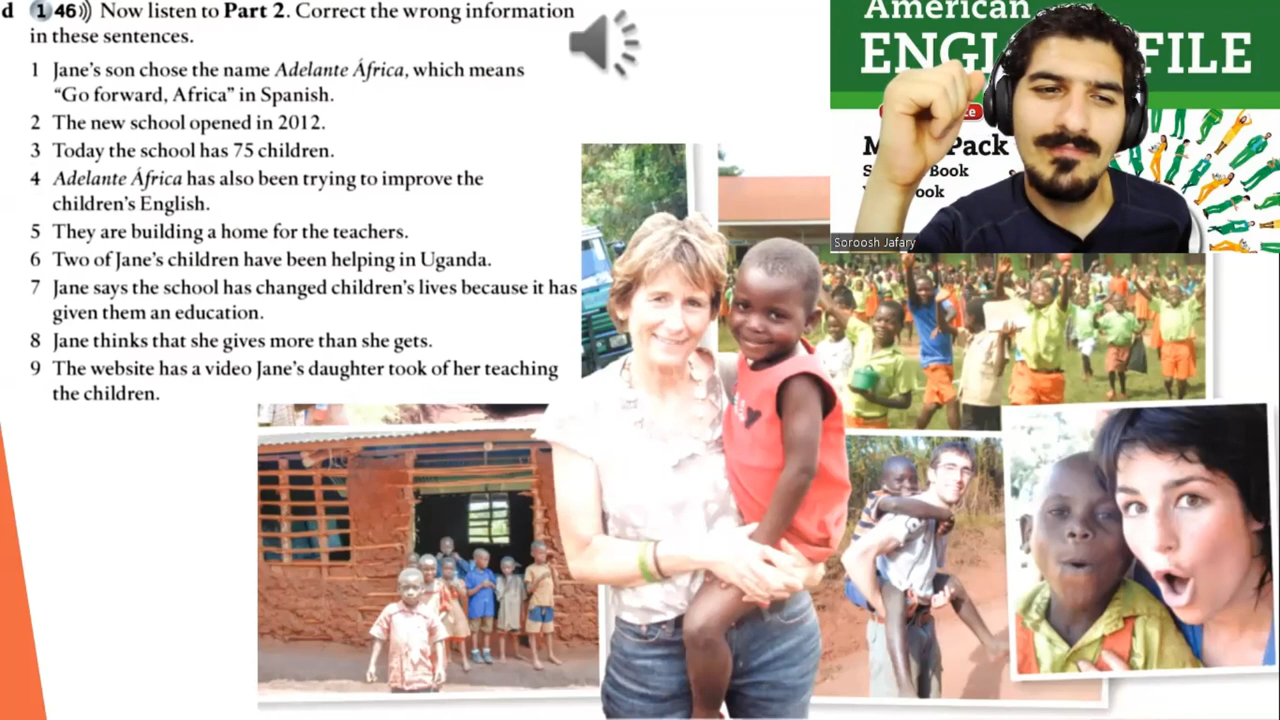 d 1 46)) Now listen to Part 2. Correct the wrong information
in these sentences.
1 Jane's son chose the name Adelante África, which means
"Go forward, Africa" in Spanish.
2 The new school opened in 2012.
3 Today the school has 75 children.
4 Adelante África has also been trying to improve the
children's English.
5 They are building a home for the teachers.
6 Two of Jane's children have been helping in Uganda.
7 Jane says the school has changed children's lives because it has
given them an education.
8 Jane thinks that she gives more than she gets.
9 The website has a video Jane's daughter took of her teaching
the children.
American
FILE
Pack
Book
Soroosh Jafary